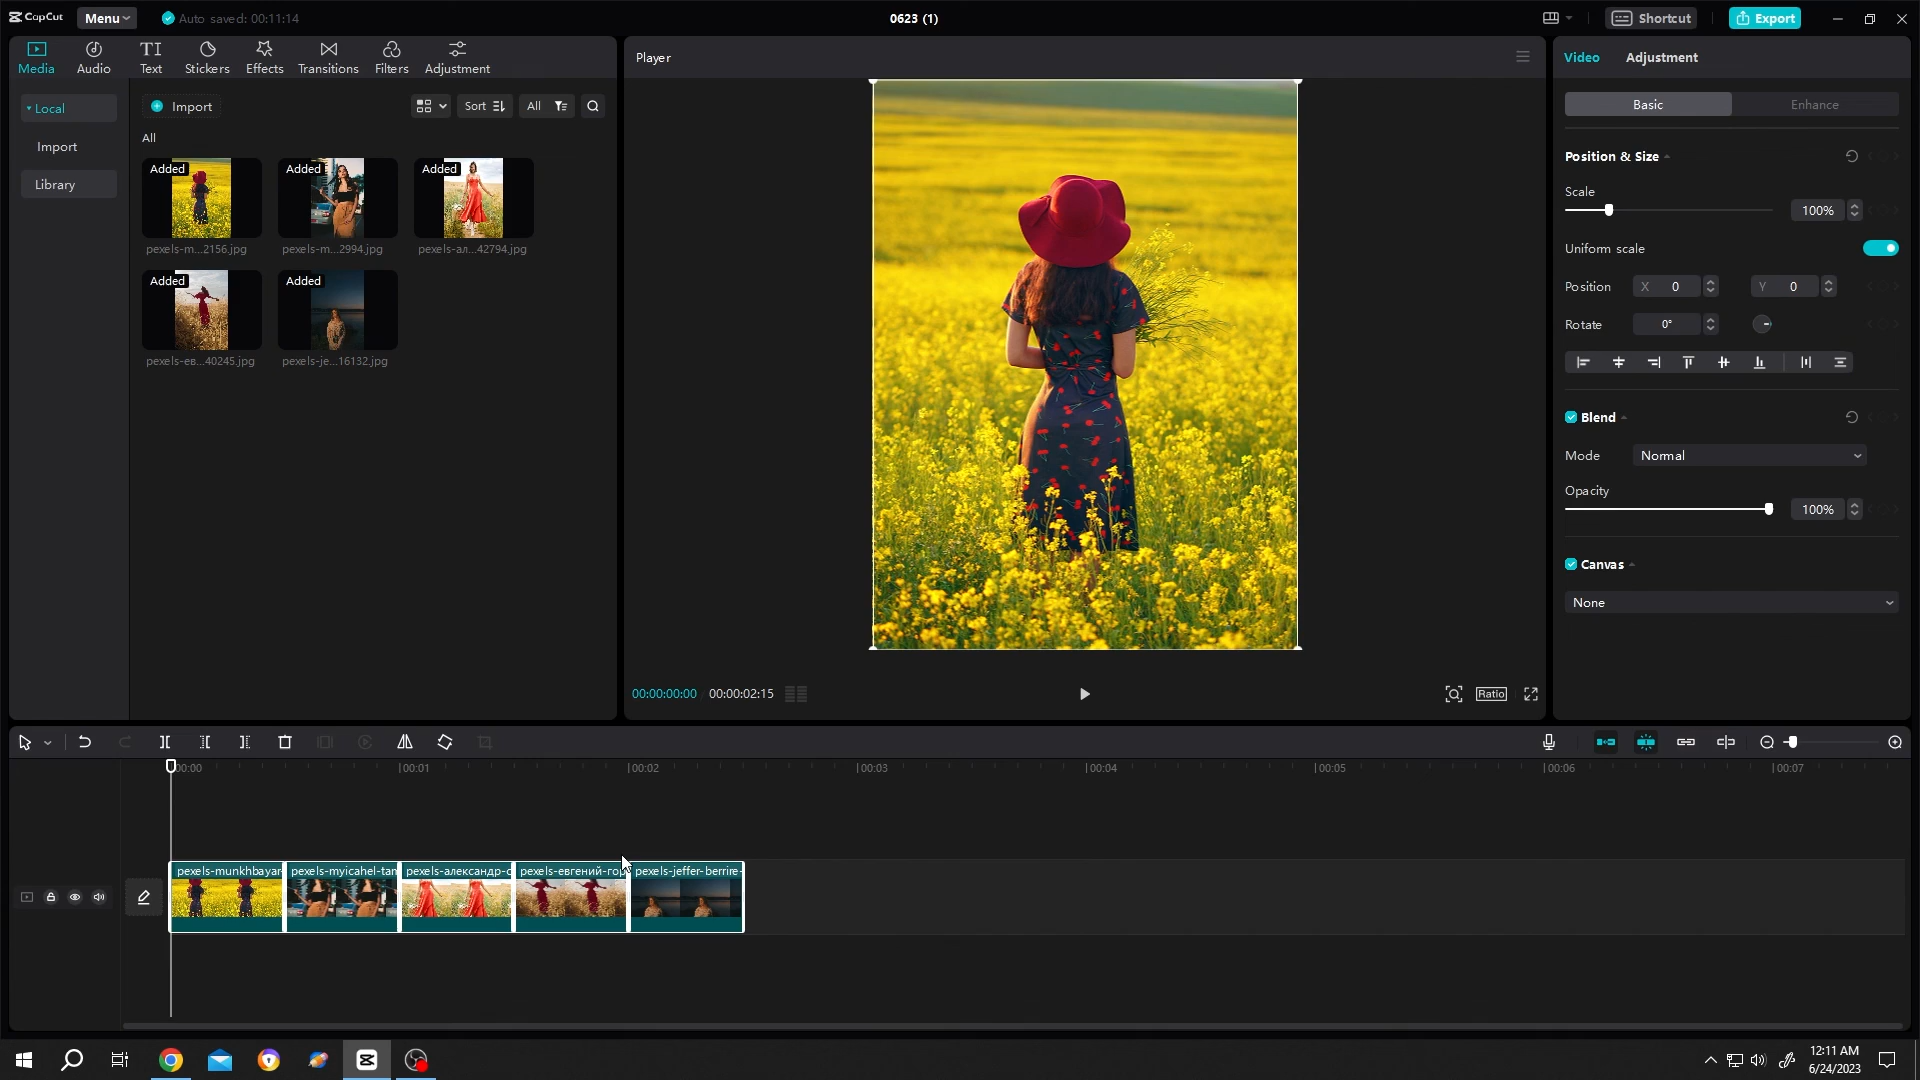 CapCut
Menu
Auto saved: 00:11:14
0623 (1)
Shortcut
Export
Media
Audio
Text
Stickers
Effects
Transitions
Filters
Adjustment
Local
Import
Library
Import
Sort
All
All
Added
Added
Added
pexels-m...2156.jpg
pexels-m...2994.jpg
pexels-ал...42794.jpg
Added
Added
pexels-ев...40245.jpg
pexels-je...16132.jpg
Player
00:00:00:00 00:00:02:15
Ratio
Video
Adjustment
Basic
Enhance
Position & Size
Scale
100%
Uniform scale
Position X 0 Y 0
Rotate 0°
Blend
Mode Normal
Opacity
100%
Canvas
None
00:00 00:01 00:02 00:03 00:04 00:05 00:06 00:07
pexels-munkhbayar
pexels-myicahel-tam
pexels-александр-с
pexels-евгений-гор
pexels-jeffer-berrire-
12:11 AM
6/24/2023